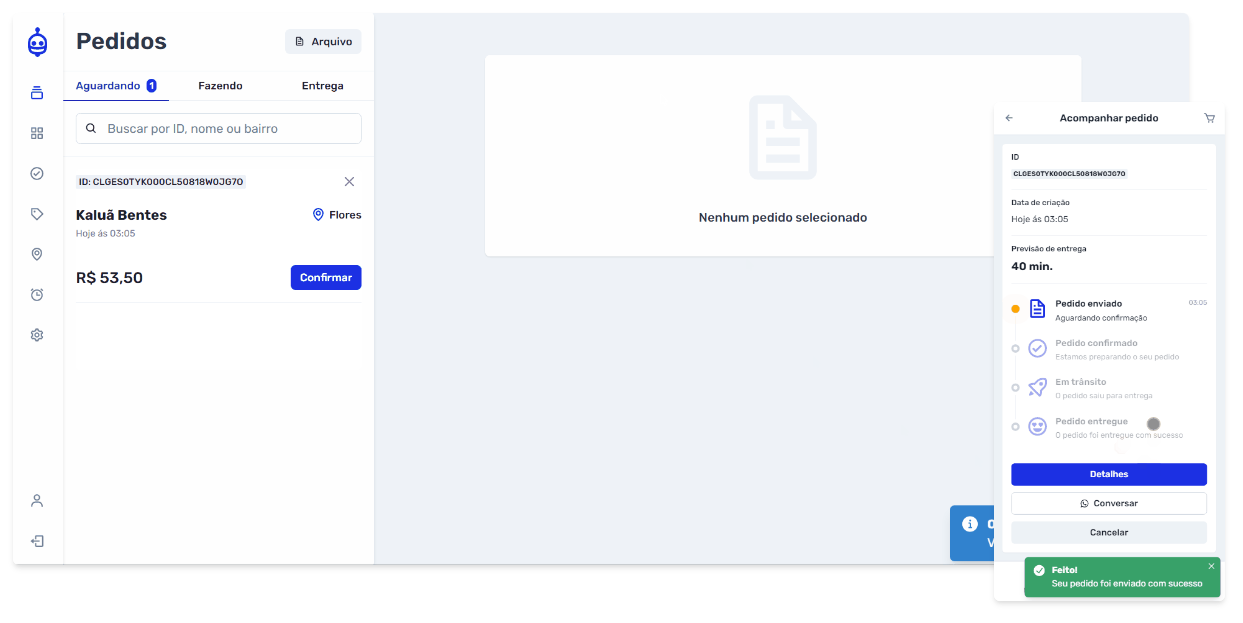 Pedidos
Arquivo
Aguardando 1
Fazendo
Entrega
Buscar por ID, nome ou bairro
ID: CLGES0TYK000CL50818W0JG70
Kaluã Bentes
Flores
Hoje ás 03:05
R$ 53,50
Confirmar
Nenhum pedido selecionado
Acompanhar pedido
ID
CLGES0TYK000CL50818W0JG70
Data de criação
Hoje ás 03:05
Previsão de entrega
40 min.
Pedido enviado
03:05
Aguardando confirmação
Pedido confirmado
Estamos preparando o seu pedido
Em trânsito
O pedido saiu para entrega
Pedido entregue
O pedido foi entregue com sucesso
Detalhes
Conversar
Cancelar
Feito!
Seu pedido foi enviado com sucesso